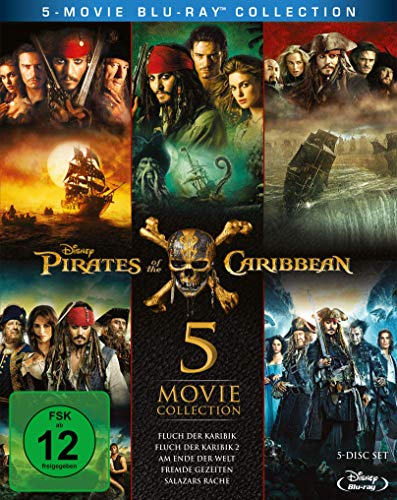 5-MOVIE BLU-RAY™ COLLECTION
Disney
PIRATES of the CARIBBEAN
5
MOVIE
COLLECTION
FLUCH DER KARIBIK
FLUCH DER KARIBIK 2
AM ENDE DER WELT
FREMDE GEZEITEN
SALAZARS RACHE
FSK
ab
12
freigegeben
5-DISC SET
Disney
Blu-ray